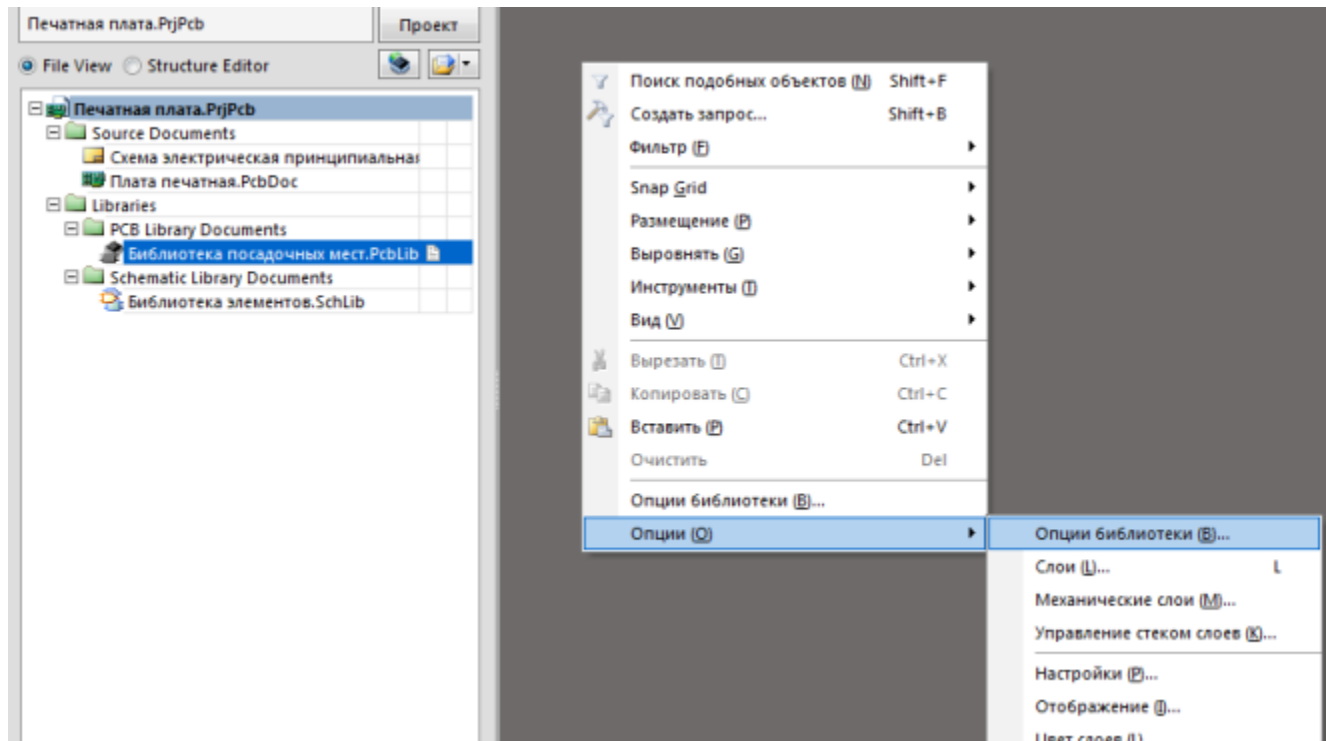 Печатная плата.PrjPcb
Проект
File View
Structure Editor
Печатная плата.PrjPcb
Source Documents
Схема электрическая принципиальная
Плата печатная.PcbDoc
Libraries
PCB Library Documents
Библиотека посадочных мест.PcbLib
Schematic Library Documents
Библиотека элементов.SchLib
Поиск подобных объектов (N) Shift+F
Создать запрос... Shift+B
Фильтр (F)
Snap Grid
Размещение (P)
Выровнять (G)
Инструменты (T)
Вид (V)
Вырезать (T) Ctrl+X
Копировать (C) Ctrl+C
Вставить (P) Ctrl+V
Очистить Del
Опции библиотеки (B)...
Опции (O)
Опции библиотеки (B)...
Слои (L)... L
Механические слои (M)...
Управление стеком слоев (K)...
Настройки (P)...
Отображение (I)...
Цвет слоев